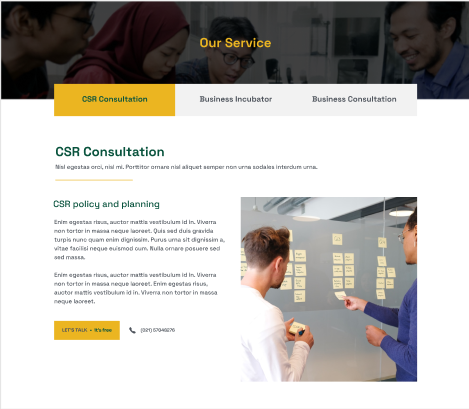 Our Service
CSR Consultation
Business Incubator
Business Consultation
CSR Consultation
Nisl egestas orci, nisl mi. Porttitor ornare nisl aliquet semper non urna sodales interdum urna.
CSR policy and planning
Enim egestas risus, auctor mattis vestibulum id in. Viverra
non tortor in massa neque laoreet. Quis sed duis gravida
turpis nunc quam enim dignissim. Purus urna sit dignissim a,
vitae facilisi neque euismod cum. Nulla ornare posuere sed
sed massa.
Enim egestas risus, auctor mattis vestibulum id in. Viverra
non tortor in massa neque laoreet. Enim egestas risus,
auctor mattis vestibulum id in. Viverra non tortor in massa
neque laoreet.
LET'S TALK - It's free
(021) 57946276